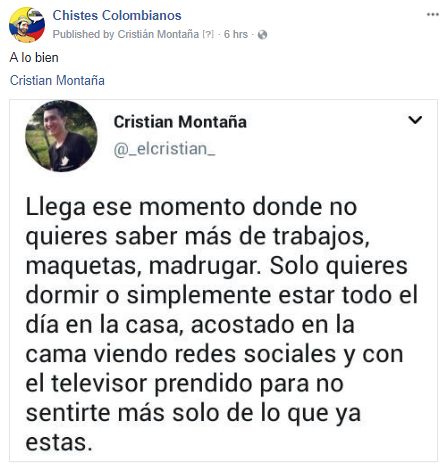 Chistes Colombianos
Published by Cristián Montaña [?] · 6 hrs ·
A lo bien
Cristian Montaña
Cristian Montaña
@_elcristian_
Llega ese momento donde no
quieres saber más de trabajos,
maquetas, madrugar. Solo quieres
dormir o simplemente estar todo el
día en la casa, acostado en la
cama viendo redes sociales y con
el televisor prendido para no
sentirte más solo de lo que ya
estas.